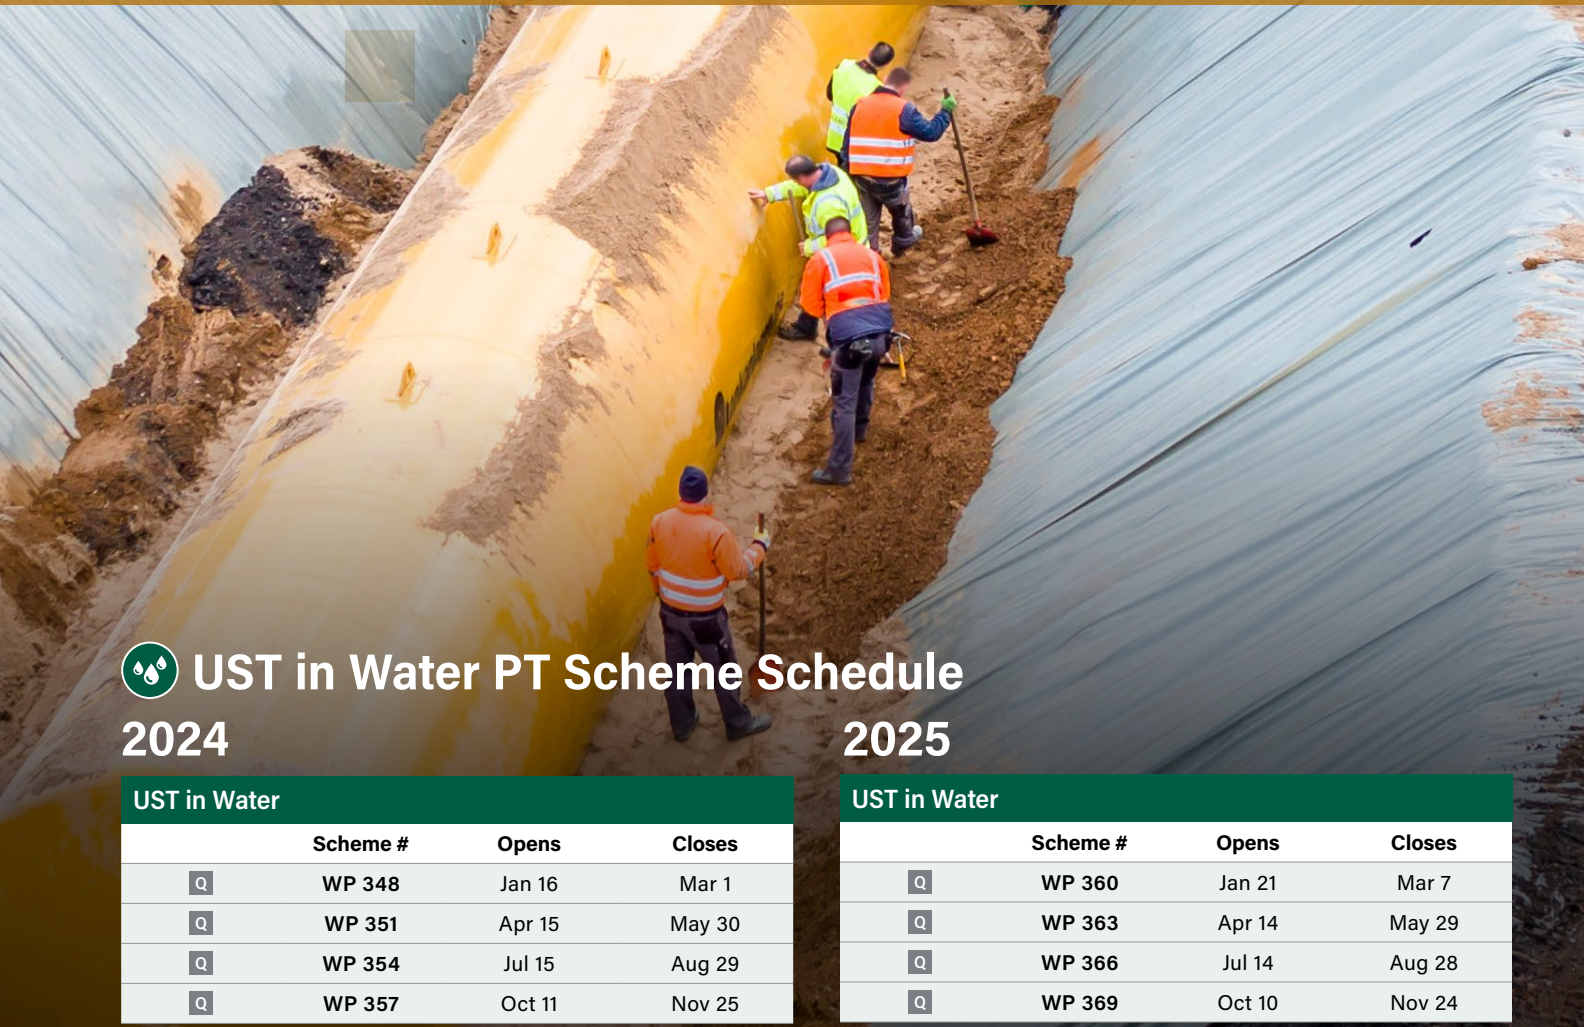 UST in Water PT Scheme Schedule
2024
UST in Water
Scheme # Opens Closes
Q WP 348 Jan 16 Mar 1
Q WP 351 Apr 15 May 30
Q WP 354 Jul 15 Aug 29
Q WP 357 Oct 11 Nov 25
2025
UST in Water
Scheme # Opens Closes
Q WP 360 Jan 21 Mar 7
Q WP 363 Apr 14 May 29
Q WP 366 Jul 14 Aug 28
Q WP 369 Oct 10 Nov 24